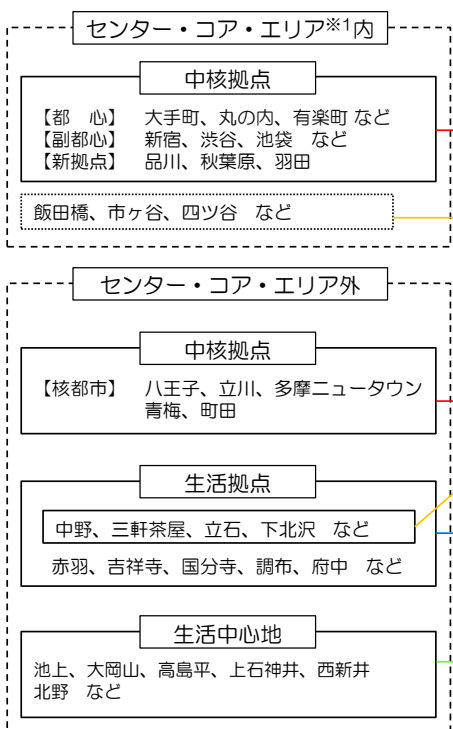 センター・コア・エリア※1内
中核拠点
【都　心】　大手町、丸の内、有楽町 など
【副都心】　新宿、渋谷、池袋　など
【新拠点】　品川、秋葉原、羽田
飯田橋、市ヶ谷、四ツ谷　など
センター・コア・エリア外
中核拠点
【核都市】　八王子、立川、多摩ニュータウン
青梅、町田
生活拠点
中野、三軒茶屋、立石、下北沢　など
赤羽、吉祥寺、国分寺、調布、府中　など
生活中心地
池上、大岡山、高島平、上石神井、西新井
北野　など